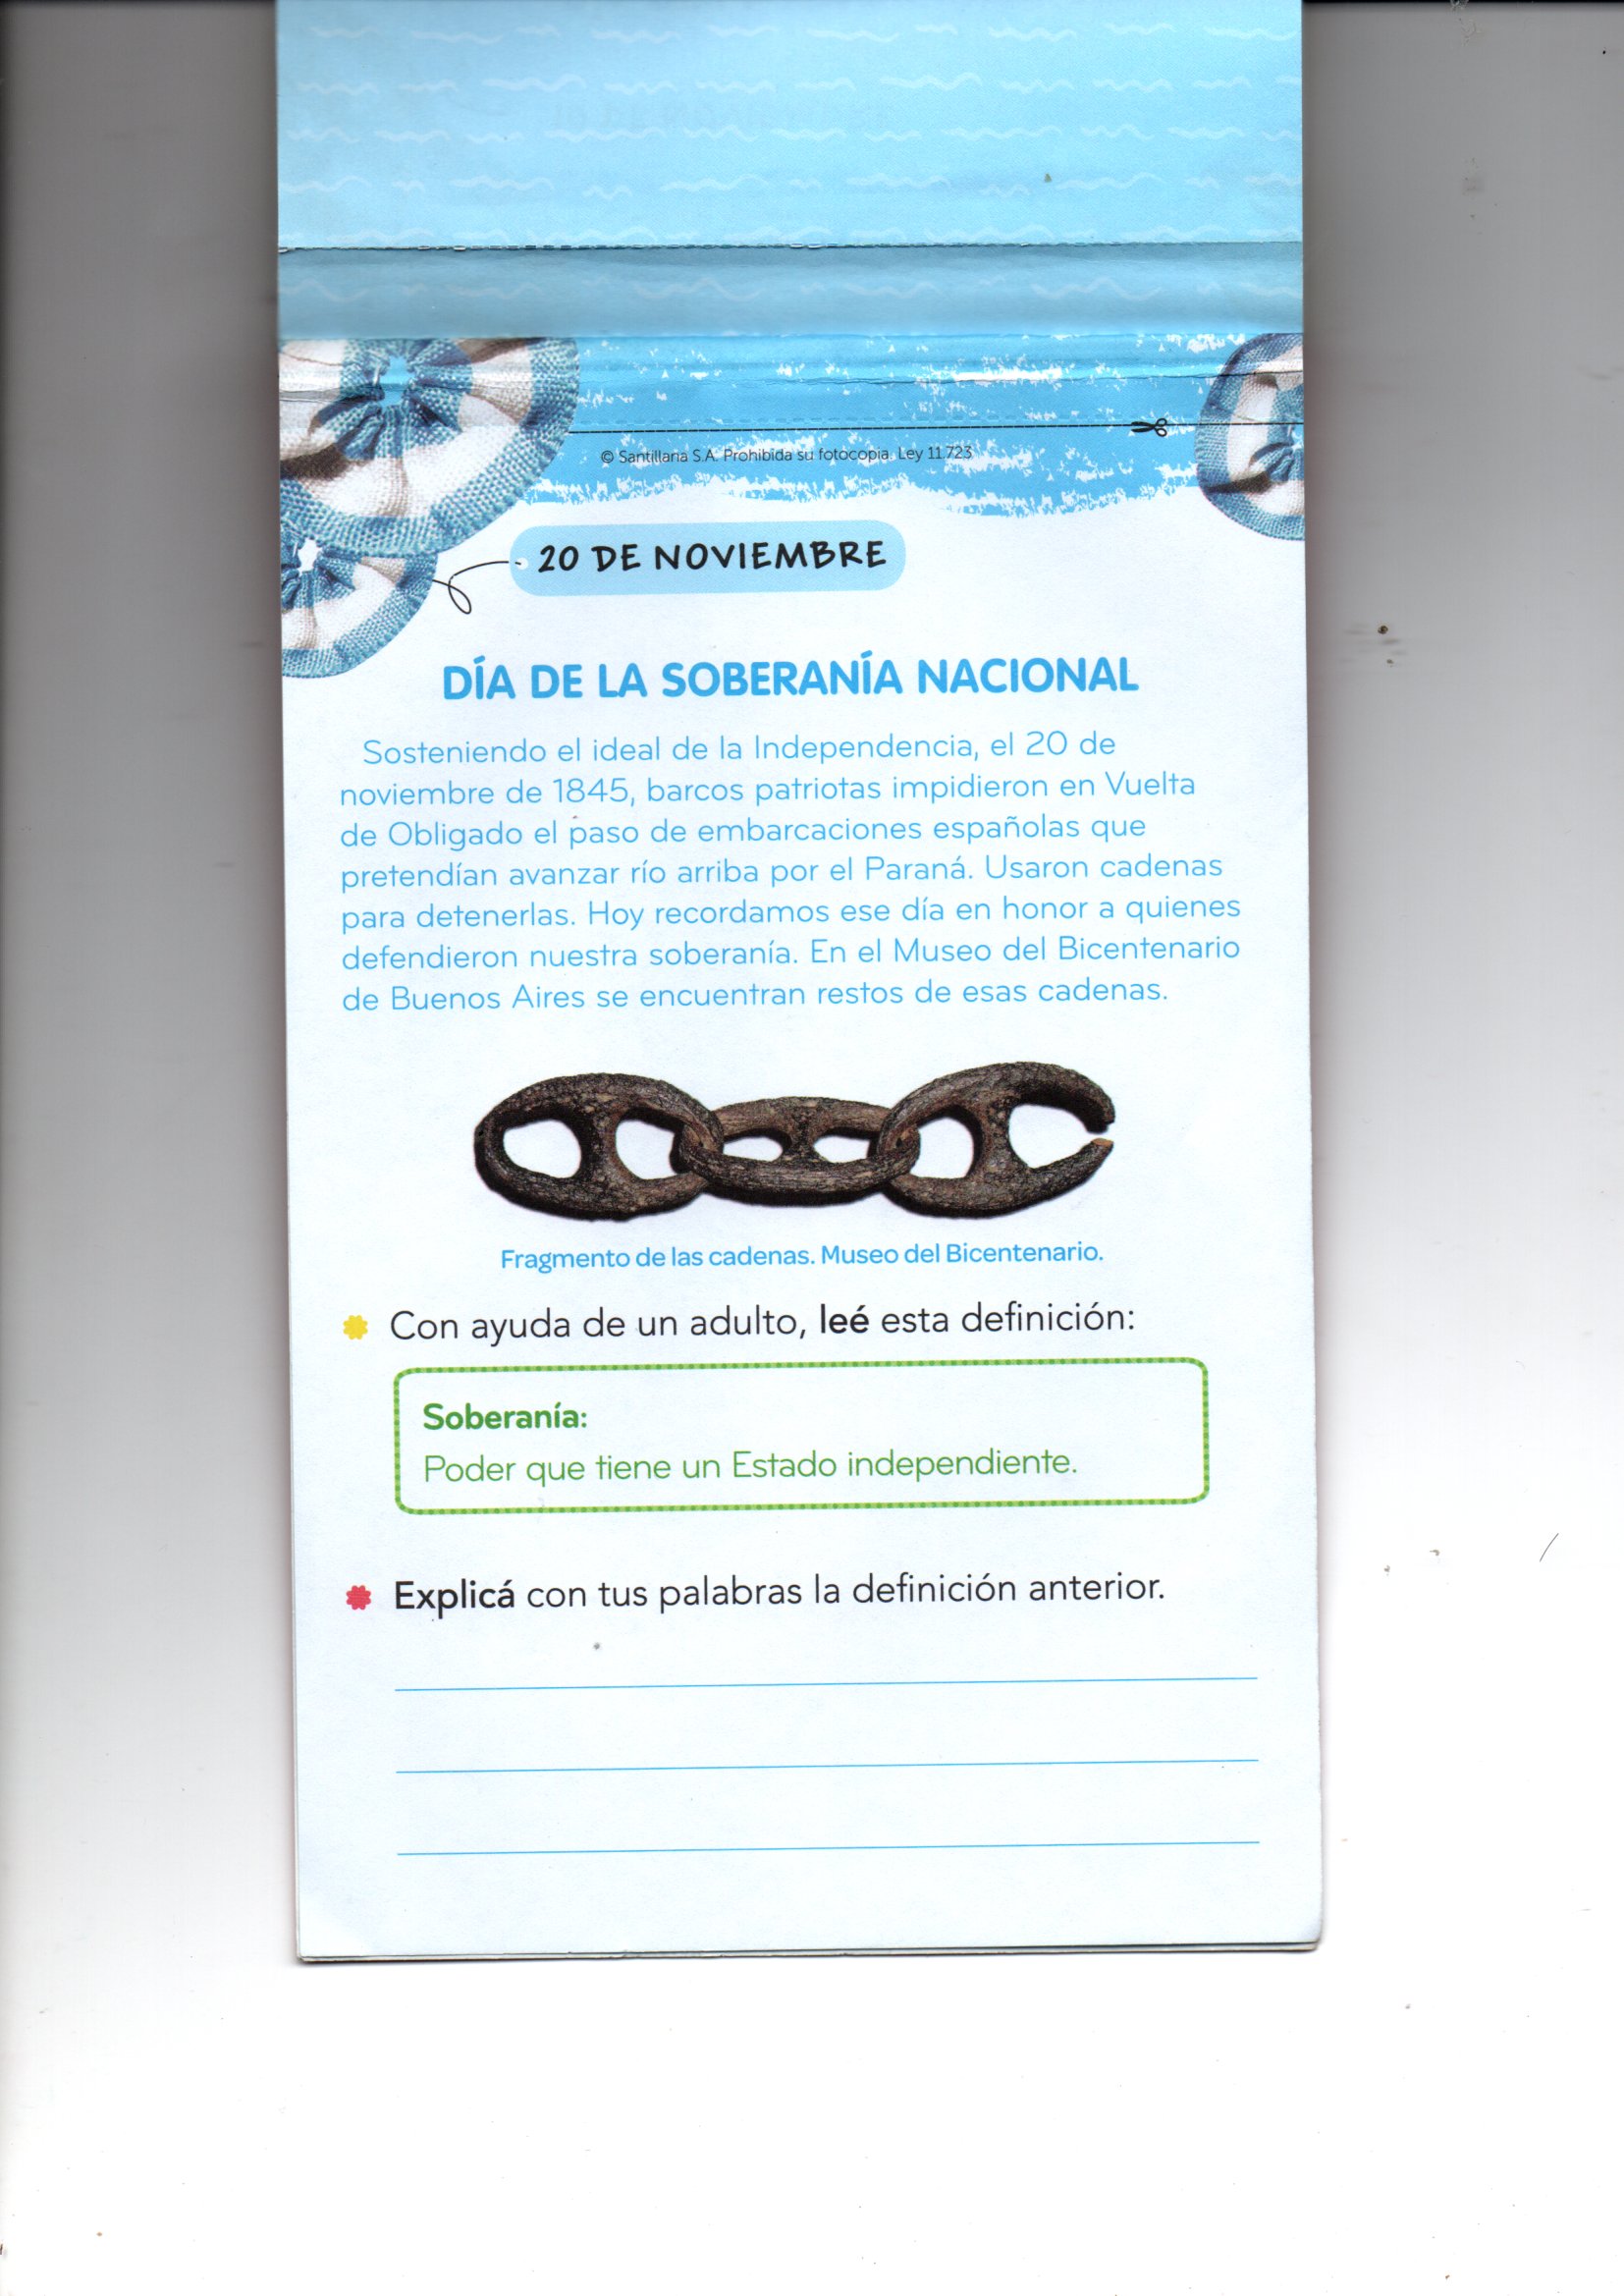 © Santillana S.A. Prohibida su fotocopia. Ley 11.723
20 DE NOVIEMBRE
DÍA DE LA SOBERANÍA NACIONAL
Sosteniendo el ideal de la Independencia, el 20 de
noviembre de 1845, barcos patriotas impidieron en Vuelta
de Obligado el paso de embarcaciones españolas que
pretendían avanzar río arriba por el Paraná. Usaron cadenas
para detenerlas. Hoy recordamos ese día en honor a quienes
defendieron nuestra soberanía. En el Museo del Bicentenario
de Buenos Aires se encuentran restos de esas cadenas.
Fragmento de las cadenas. Museo del Bicentenario.
Con ayuda de un adulto, leé esta definición:
Soberanía:
Poder que tiene un Estado independiente.
Explicá con tus palabras la definición anterior.